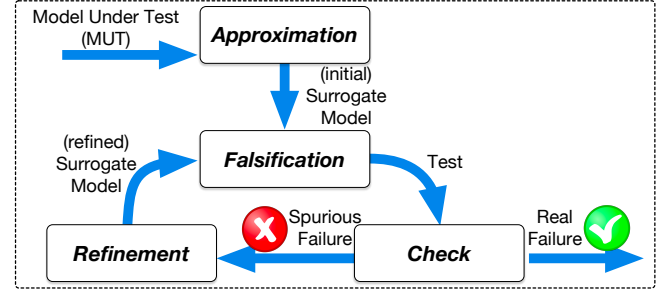 Model Under Test
(MUT)
Approximation
(initial)
Surrogate
Model
(refined)
Surrogate
Model
Falsification
Test
Spurious
Failure
Real
Failure
Refinement
Check